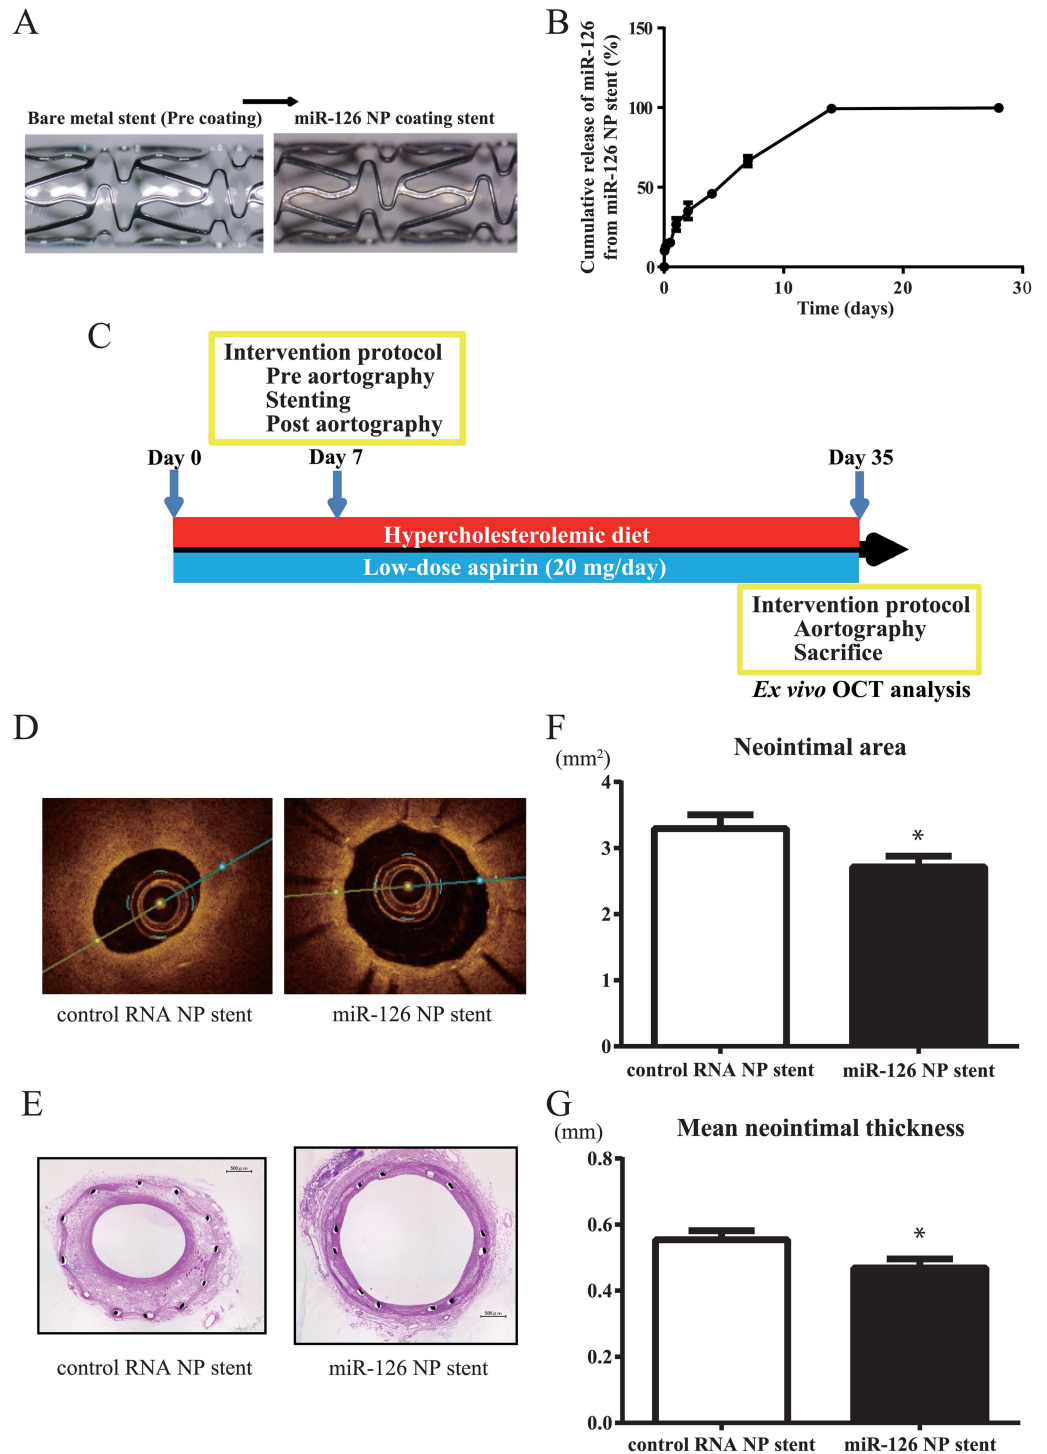 A
Bare metal stent (Pre coating)
miR-126 NP coating stent
B
Cumulative release of miR-126
from miR-126 NP stent (%)
150
100
50
0
0
10
20
30
Time (days)
C
Intervention protocol
Pre aortography
Stenting
Post aortography
Day 0
Day 7
Day 35
Hypercholesterolemic diet
Low-dose aspirin (20 mg/day)
Intervention protocol
Aortography
Sacrifice
Ex vivo OCT analysis
D
control RNA NP stent
miR-126 NP stent
E
500μm
500μm
control RNA NP stent
miR-126 NP stent
F
(mm²)
Neointimal area
4
3
2
1
0
*
control RNA NP stent
miR-126 NP stent
G
(mm)
Mean neointimal thickness
0.8
0.6
0.4
0.2
0.0
*
control RNA NP stent
miR-126 NP stent